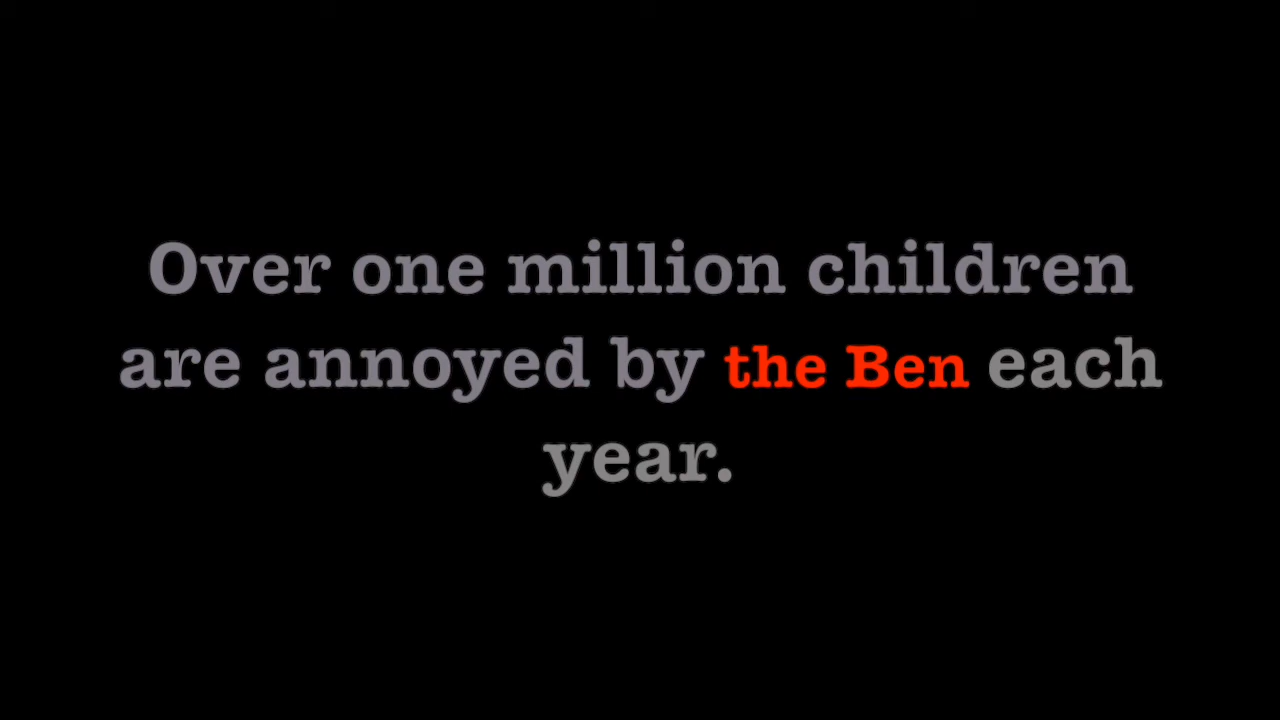 Over one million children
are annoyed by the Ben each
year.